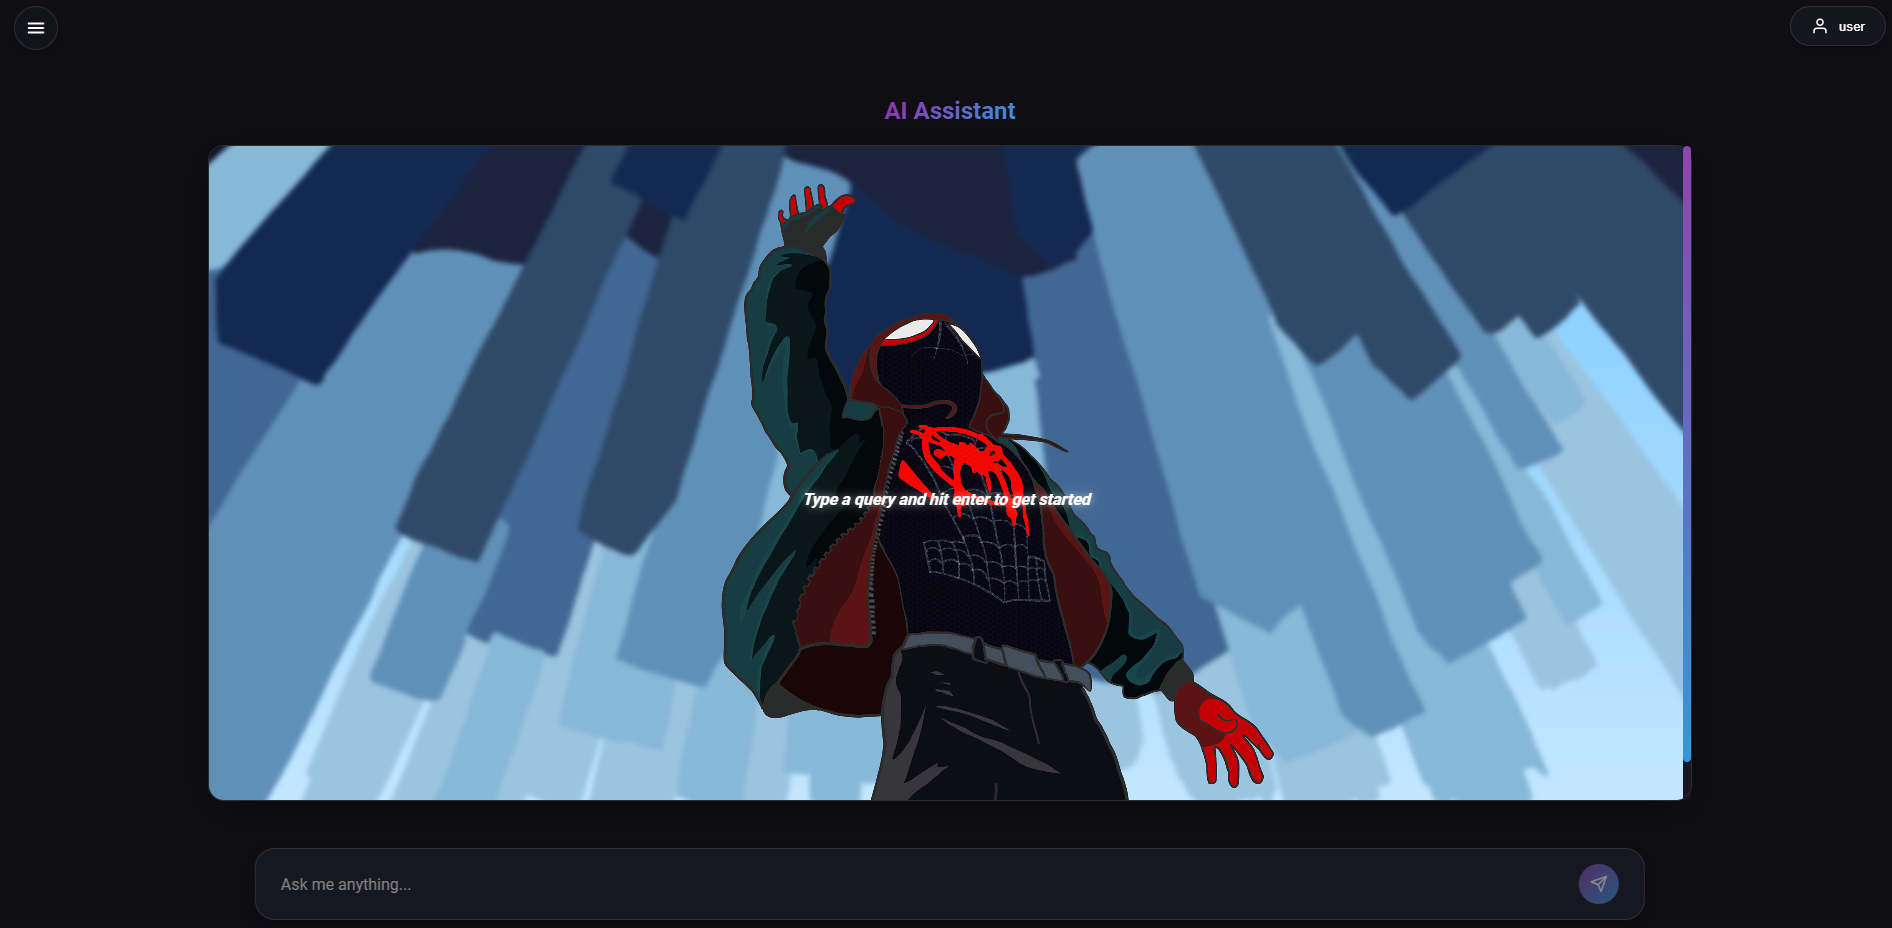 user
AI Assistant
Type a query and hit enter to get started
Ask me anything...